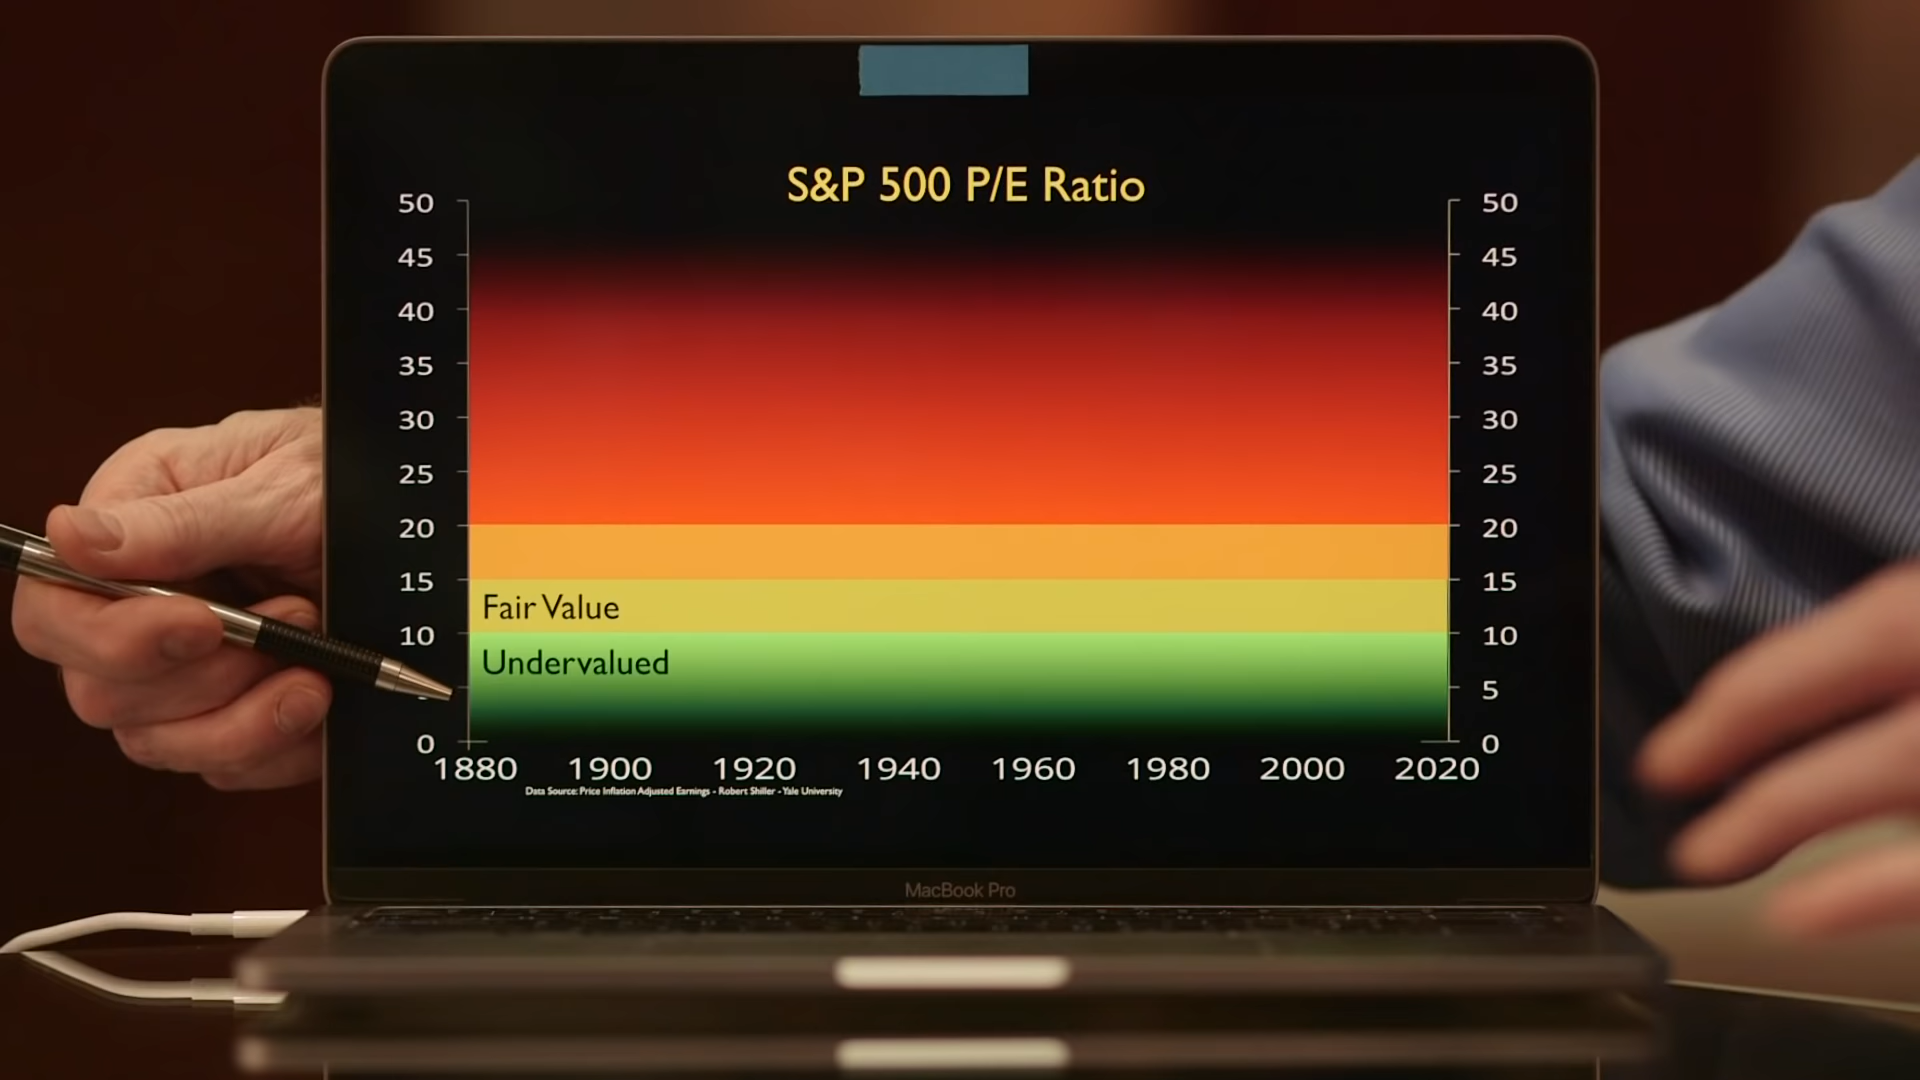 S&P 500 P/E Ratio
50 50
45 45
40 40
35 35
30 30
25 25
20 20
15 15
Fair Value
10 10
Undervalued
5
0 0
1880 1900 1920 1940 1960 1980 2000 2020
Data Source: Price Inflation Adjusted Earnings - Robert Shiller - Yale University
MacBook Pro